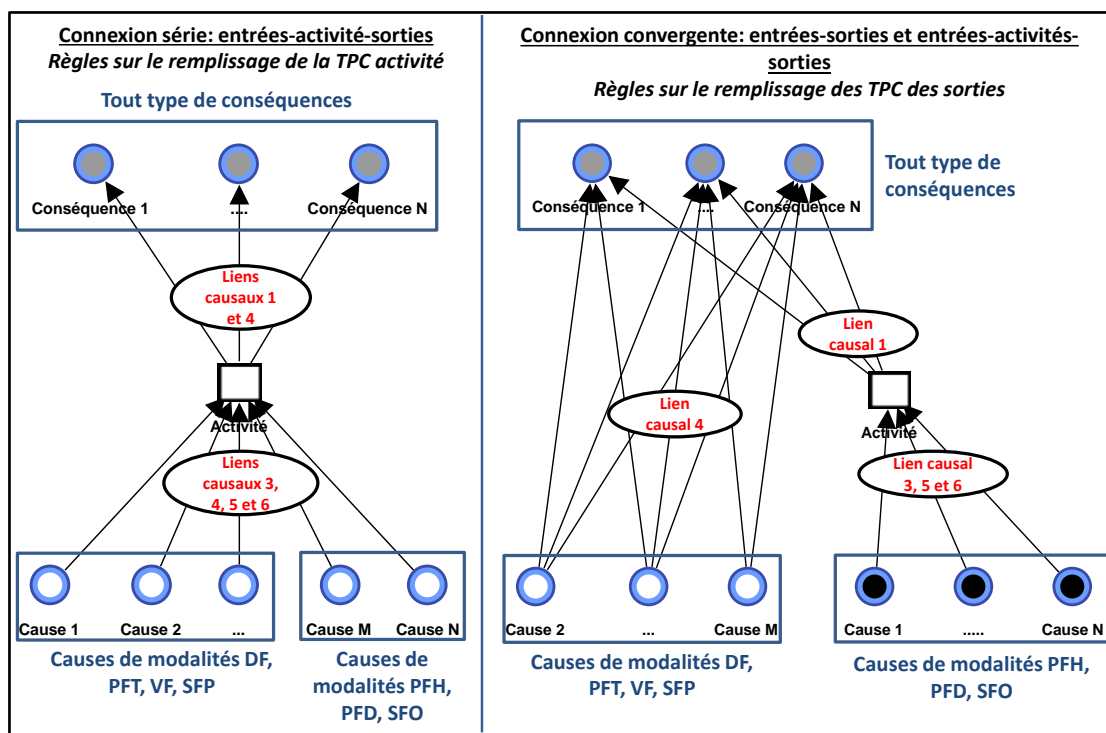 Connexion série: entrées-activité-sorties
Règles sur le remplissage de la TPC activité
Tout type de conséquences
Conséquence 1
....
Conséquence N
Liens
causaux 1
et 4
Activité
Liens
causaux 3,
4, 5 et 6
Cause 1
Cause 2
...
Cause M
Cause N
Causes de modalités DF,
PFT, VF, SFP
Causes de
modalités PFH,
PFD, SFO
Connexion convergente: entrées-sorties et entrées-activités-
sorties
Règles sur le remplissage des TPC des sorties
Tout type de
conséquences
Conséquence 1
....
Conséquence N
Lien
causal 1
Lien
causal 4
Activité
Lien causal
3, 5 et 6
Cause 2
...
Cause M
Cause 1
.....
Cause N
Causes de modalités DF,
PFT, VF, SFP
Causes de modalités PFH,
PFD, SFO